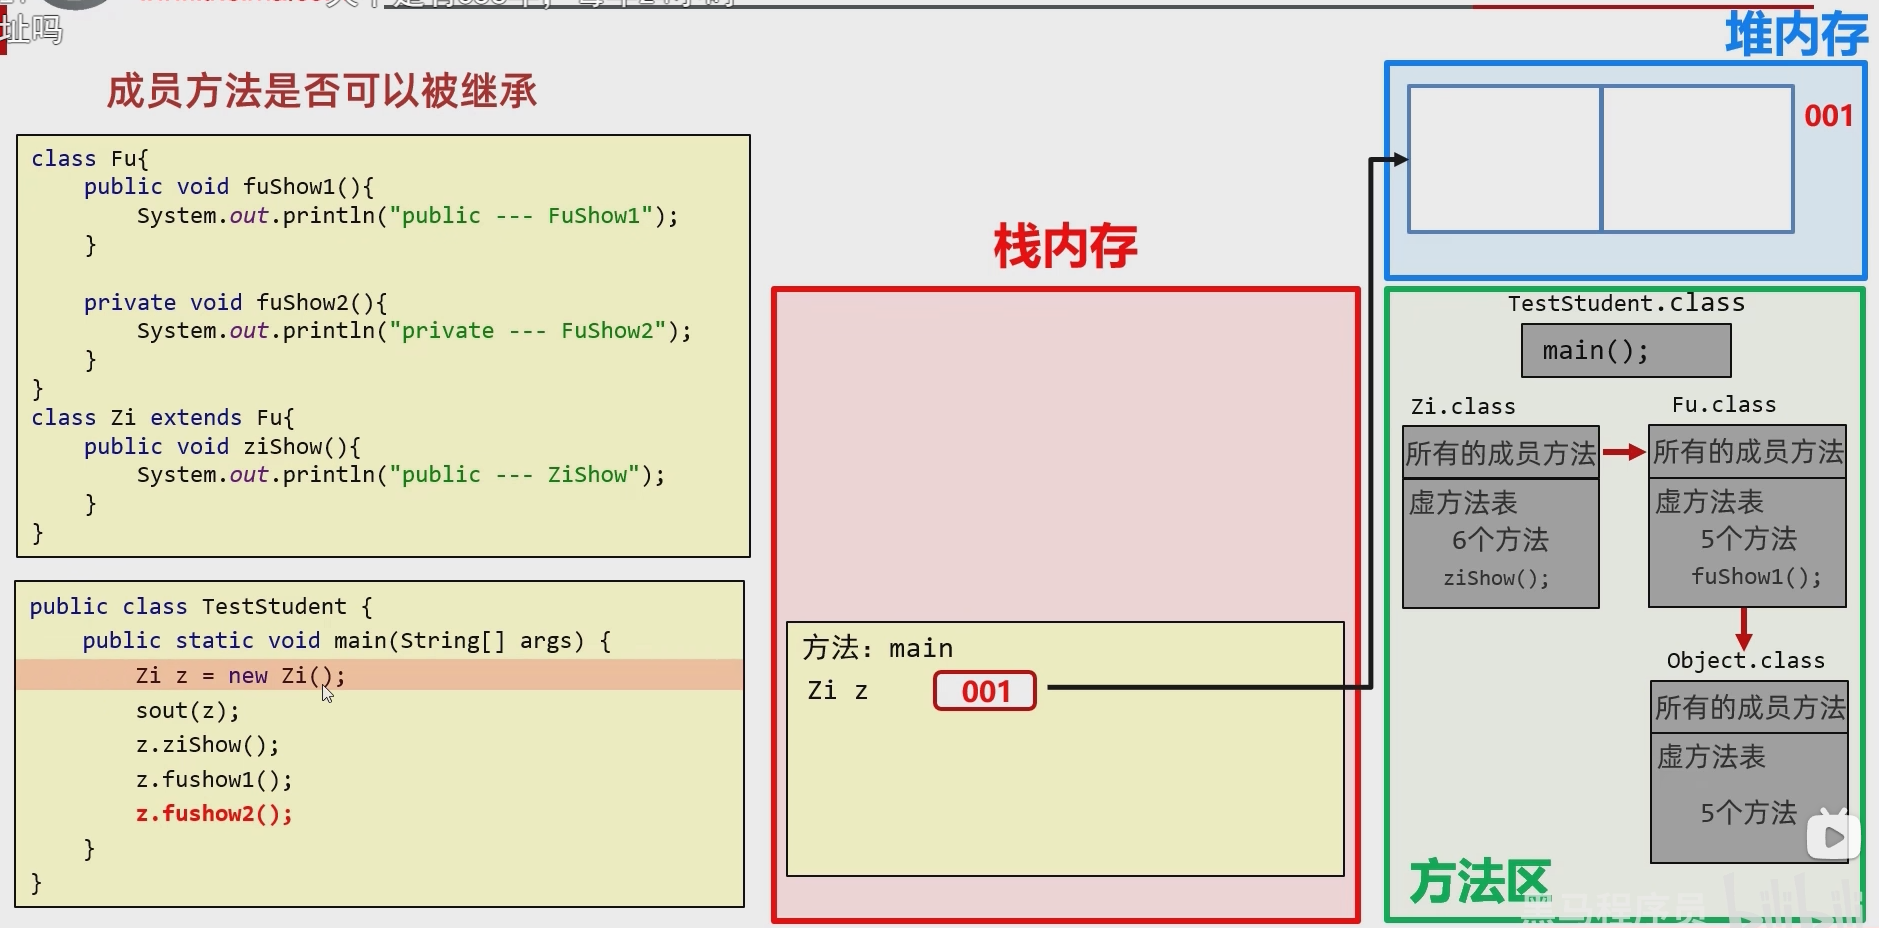 址吗
堆内存
成员方法是否可以被继承
001
class Fu{
public void fuShow1(){
System.out.println("public --- FuShow1");
}
private void fuShow2(){
System.out.println("private --- FuShow2");
}
}
class Zi extends Fu{
public void ziShow(){
System.out.println("public --- ZiShow");
}
}
public class TestStudent {
public static void main(String[] args) {
Zi z = new Zi();
sout(z);
z.ziShow();
z.fushow1();
z.fushow2();
}
}
栈内存
方法：main
Zi z 001
TestStudent.class
main();
Zi.class
所有的成员方法
虚方法表
6个方法
ziShow();
Fu.class
所有的成员方法
虚方法表
5个方法
fuShow1();
Object.class
所有的成员方法
虚方法表
5个方法
方法区
黑马程序员
bilibili